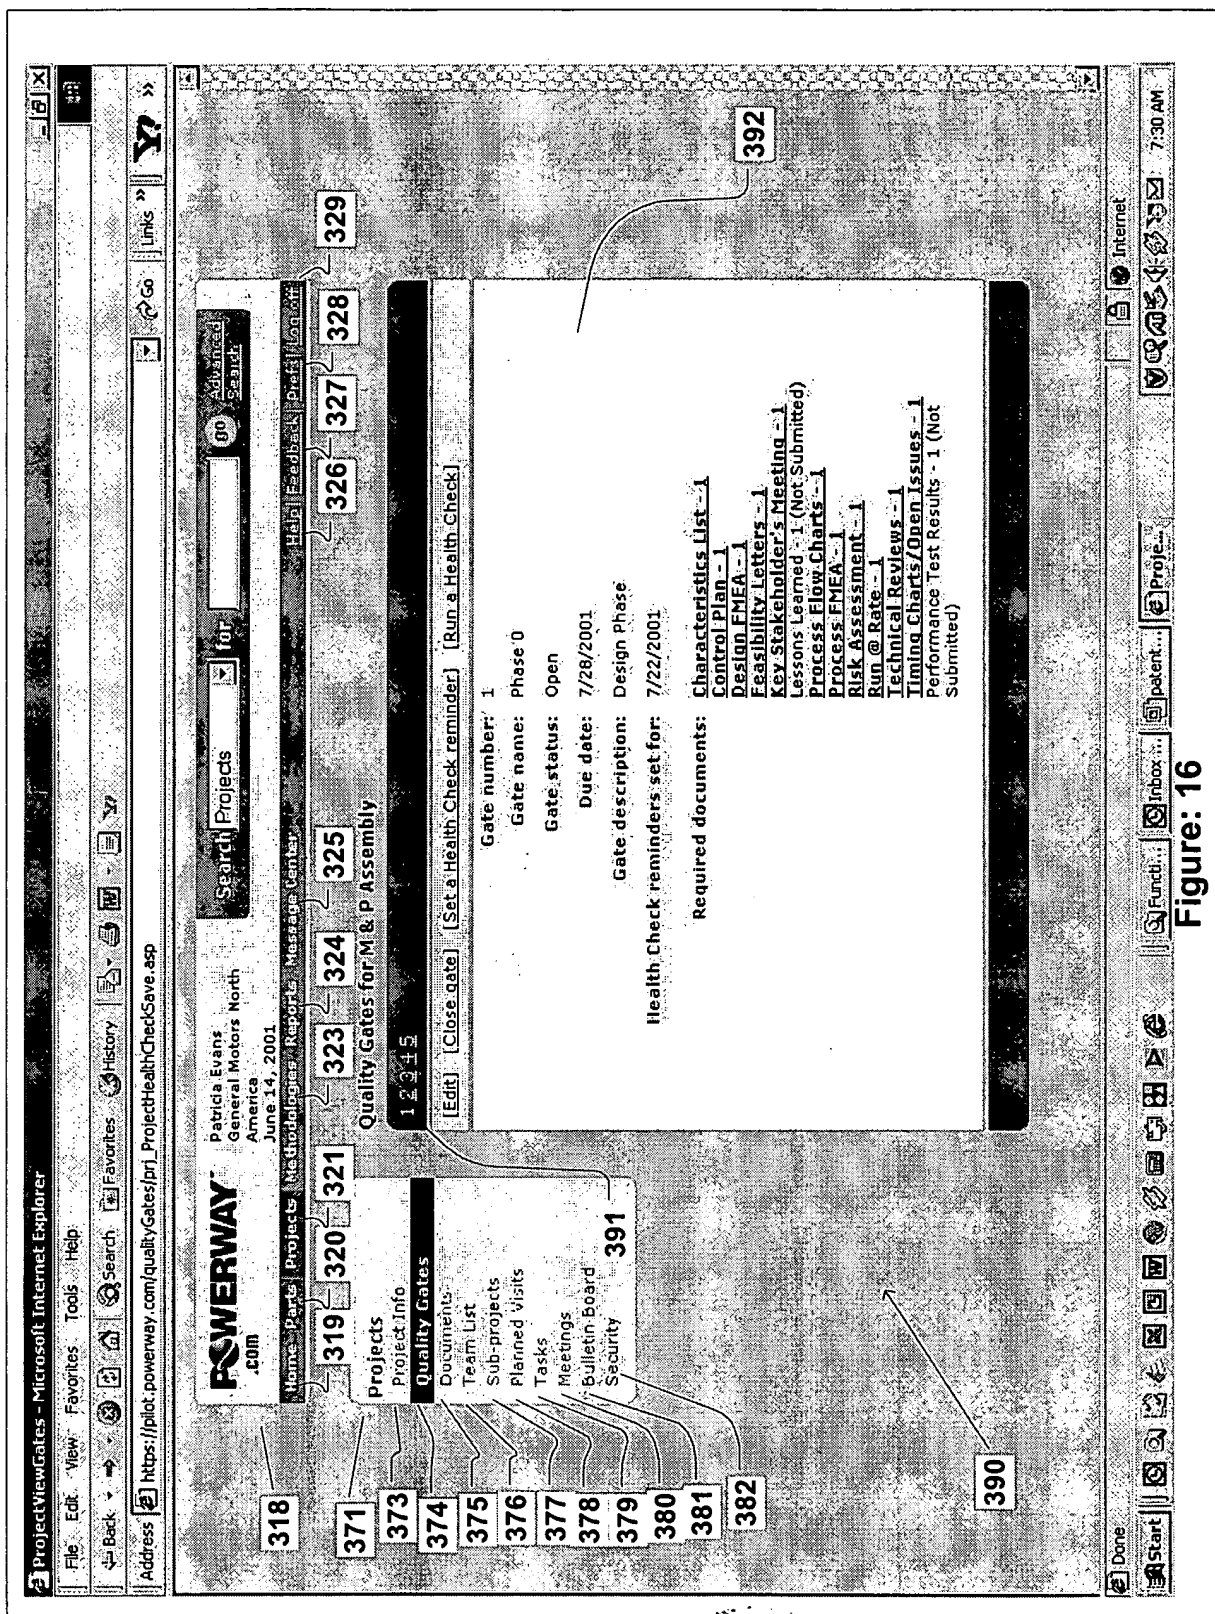 ProjectViewGates - Microsoft Internet Explorer
File Edit View Favorites Tools Help
Back Search Favorites History
Address https://pilot.powerway.com/qualityGates/prj_ProjectHealthCheckSave.asp Go Links »
POWERWAY
.com
Patricia Evans
General Motors North
America
June 14, 2001
Search Projects for go Advanced
Search
Home Parts Projects Methodologies Reports Message Center Help Feedback Prefs Log off
318
319
320
321
323
324
325
326
327
328
329
371
Projects
373
Project Info
374
Quality Gates
375
Documents
376
Team List
377
Sub-projects
378
Planned Visits
379
Tasks
380
Meetings
381
Bulletin Board
382
Security
391
390
392
Quality Gates for M & P Assembly
1 2 3 4 5
[Edit] [Close gate] [Set a Health Check reminder] [Run a Health Check]
Gate number: 1
Gate name: Phase 0
Gate status: Open
Due date: 7/28/2001
Gate description: Design Phase
Health Check reminders set for: 7/22/2001
Required documents: Characteristics List - 1
Control Plan - 1
Design FMEA - 1
Feasibility Letters - 1
Key Stakeholder's Meeting - 1
Lessons Learned - 1 (Not Submitted)
Process Flow Charts - 1
Process FMEA - 1
Risk Assessment - 1
Run @ Rate - 1
Technical Reviews - 1
Timing Charts/Open Issues - 1
Performance Test Results - 1 (Not
Submitted)
Done Internet
Start Functi... Inbox ... patent... Proje... 7:30 AM
Figure: 16